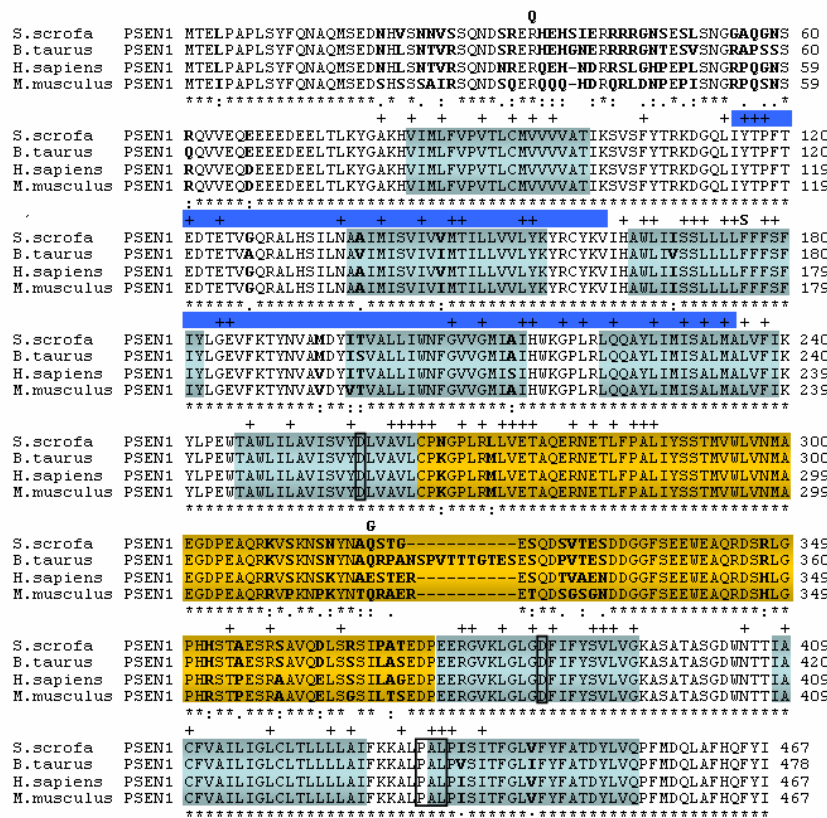 Q
S.scrofa PSEN1 MTELPAPLSYFQNAQMSEDNHVSNNVSSQNDSRERHEHSIERRRRGNSESLSNGGAQGNS 60
B.taurus PSEN1 MTELPAPLSYFQNAQMSEDNHLSNTVRSQNDSRERQEHGNERRRRGNTESVSNGRAPSSS 60
H.sapiens PSEN1 MTEIPAPLSYFQNAQMSEDNHLSNTVRSQNDNRERQEH-NDRRSLGHPEPLSNGRPQGNS 59
M.musculus PSEN1 MTEIPAPLSYFQNAQMSEDSHSSSAIRSQNDSQERQQQ-HDRQRLDNPEPISNGRPQSNS 59
S.scrofa PSEN1 RQVVEQEEEEDEELTLKYGAKHVIMLFVPVTLCMVVVVATIKSVSFYTRKDGQLIYTPFT 120
B.taurus PSEN1 QQVVEQEEEEDEELTLKYGAKHVIMLFVPVTLCMVVVVATIKSVSFYTRKDGQLIYTPFT 120
H.sapiens PSEN1 RQVVEQDEEEDEELTLKYGAKHVIMLFVPVTLCMVVVVATIKSVSFYTRKDGQLIYTPFT 119
M.musculus PSEN1 RQVVEQDEEEDEELTLKYGAKHVIMLFVPVTLCMVVVVATIKSVSFYTRKDGQLIYTPFT 119
S
S.scrofa PSEN1 EDTETVGQRALHSILNAAIMISVIVVMTILLVVLYKYRCYKVIHAWLIISSLLLLFFFSF 180
B.taurus PSEN1 EDTETVAQRALHSILNAVIMISVIVVMTILLVVLYKYRCYKVIHAWLIVSSLLLLFFFSF 180
H.sapiens PSEN1 EDTETVGQRALHSILNAAIMISVIVVMTILLVVLYKYRCYKVIHAWLIISSLLLLFFFSF 179
M.musculus PSEN1 EDTETVGQRALHSILNAAIMISVIVIMTILLVVLYKYRCYKVIHAWLIISSLLLLFFFSF 179
S.scrofa PSEN1 IYLGEVFKTYNVAMDYITVALLIWNFGVVGMIAIHWKGPLRLQQAYLIMISALMALVFIK 240
B.taurus PSEN1 IYLGEVFKTYNVAMDYISVALLIWNFGVVGMIAIHWKGPLRLQQAYLIMISALMALVFIK 240
H.sapiens PSEN1 IYLGEVFKTYNVAVDYITVALLIWNFGVVGMISIHWKGPLRLQQAYLIMISALMALVFIK 239
M.musculus PSEN1 IYLGEVFKTYNVAVDYVTVALLIWNFGVVGMIAIHWKGPLRLQQAYLIMISALMALVFIK 239
S.scrofa PSEN1 YLPEWTAWLILAVISVYDLVAVLCPNGPLRLLVETAQERNETLFPALIYSSTMVWLVNMA 300
B.taurus PSEN1 YLPEWTAWLILAVISVYDLVAVLCPKGPLRMLVETAQERNETLFPALIYSSTMVWLVNMA 300
H.sapiens PSEN1 YLPEWTAWLILAVISVYDLVAVLCPKGPLRMLVETAQERNETLFPALIYSSTMVWLVNMA 299
M.musculus PSEN1 YLPEWTAWLILAVISVYDLVAVLCPKGPLRMLVETAQERNETLFPALIYSSTMVWLVNMA 299
G
S.scrofa PSEN1 EGDPEAQRKVSKNSNYNAQSTG-----------ESQDSVTESDDGGFSEEWEAQRDSRLG 349
B.taurus PSEN1 EGDPEAQRKVSKNSNYNAQRPANSPVTTTGTESESQDPVTESDDGGFSEEWEAQRDSRLG 360
H.sapiens PSEN1 EGDPEAQRRVSKNSKYNAESTER----------ESQDTVAENDDGGFSEEWEAQRDSHLG 349
M.musculus PSEN1 EGDPEAQRRVPKNPKYNTQRAER----------ETQDSGSGNDDGGFSEEWEAQRDSHLG 349
S.scrofa PSEN1 PHHSTAESRSAVQDLSRSIPATEDPEERGVKLGLGDFIFYSVLVGKASATASGDWNTTIA 409
B.taurus PSEN1 PHRSTAESRSAVQDLSSSILASEDPEERGVKLGLGDFIFYSVLVGKASATASGDWNTTIA 420
H.sapiens PSEN1 PHRSTPESRAAVQELSSSILAGEDPEERGVKLGLGDFIFYSVLVGKASATASGDWNTTIA 409
M.musculus PSEN1 PHRSTPESRAAVQELSGSILTSEDPEERGVKLGLGDFIFYSVLVGKASATASGDWNTTIA 409
S.scrofa PSEN1 CFVAILIGLCLTLLLLAIFKKALPALPISITFGLVFYFATDYLVQPFMDQLAFHQFYI 467
B.taurus PSEN1 CFVAILIGLCLTLLLLAIFKKALPALPVSITFGLIFYFATDYLVQPFMDQLAFHQFYI 478
H.sapiens PSEN1 CFVAILIGLCLTLLLLAIFKKALPALPISITFGLVFYFATDYLVQPFMDQLAFHQFYI 467
M.musculus PSEN1 CFVAILIGLCLTLLLLAIFKKALPALPISITFGLVFYFATDYLVQPFMDQLAFHQFYI 467